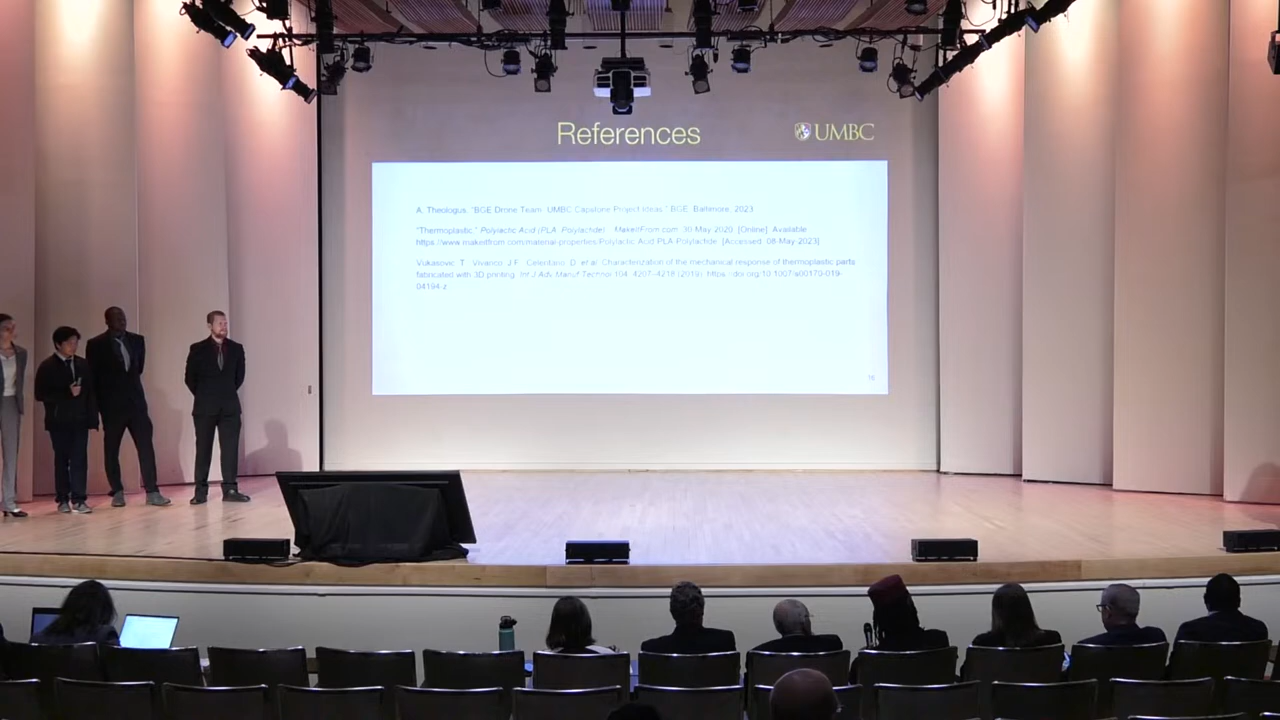 References
UMBC
A. Theologus. "BGE Drone Team: UMBC Capstone Project Ideas." BGE, Baltimore, 2023
"Thermoplastic." Polylactic Acid (PLA, Polylactide) :: MakeItFrom.com, 30 May 2020. [Online]. Available:
https://www.makeitfrom.com/material-properties/Polylactic-Acid-PLA-Polylactide. [Accessed: 08 May 2023]
Vukasovic, T., Vivanco, J.F., Celentano, D. et al. Characterization of the mechanical response of thermoplastic parts
fabricated with 3D printing. Int J Adv Manuf Technol 104, 4207–4218 (2019). https://doi.org/10.1007/s00170-019-
04194-z